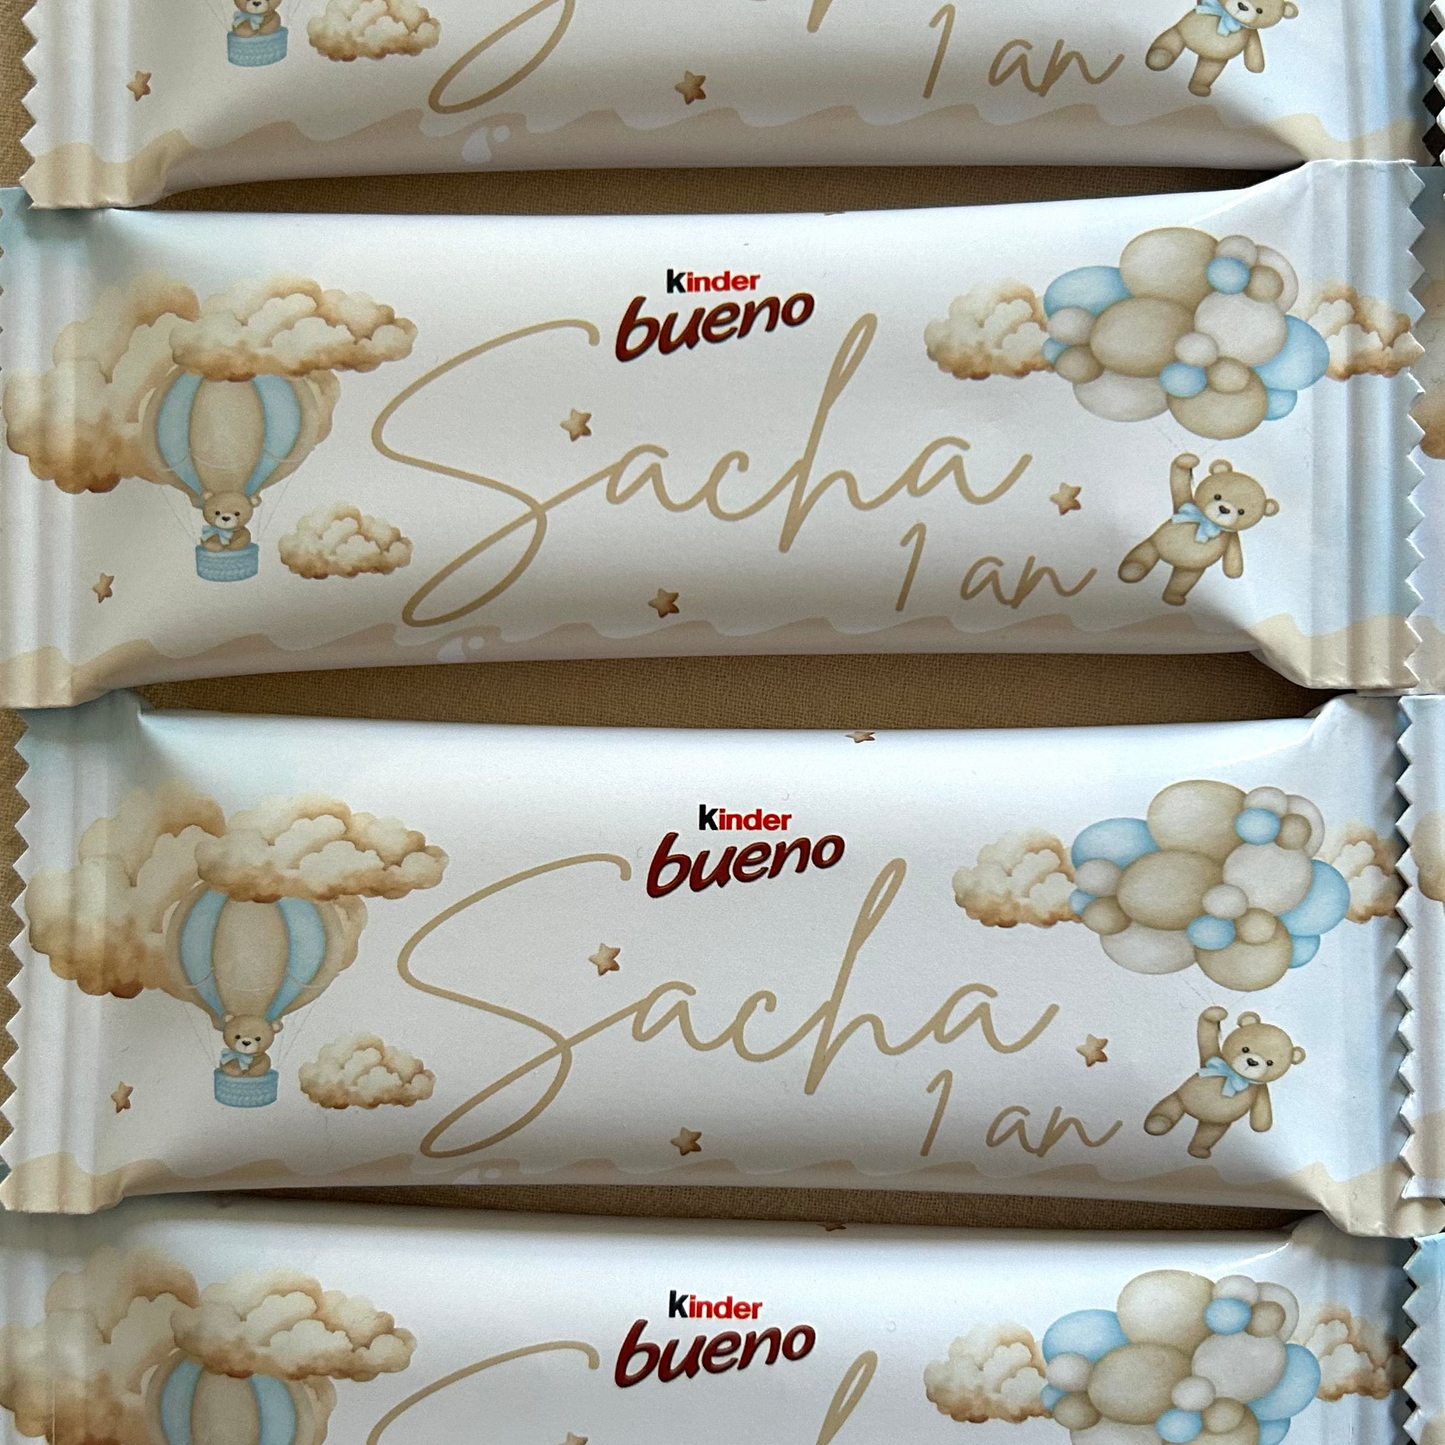 1 an
Kinder
bueno
Sacha
1 an
Kinder
bueno
Sacha
1 an
Kinder
bueno